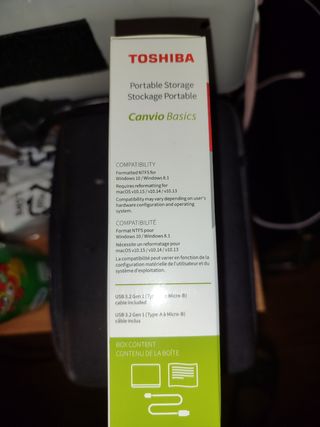 TOSHIBA
Portable Storage
Stockage Portable
Canvio Basics
COMPATIBILITY
Formatted NTFS for
Windows 10 / Windows 8.1
Requires reformatting for
macOS v10.15 / v10.14 / v10.13
Compatibility may vary depending on user's
hardware configuration and operating
system.
COMPATIBILITÉ
Format NTFS pour
Windows 10 / Windows 8.1
Nécessite un reformatage pour
macOS v10.15 / v10.14 / v10.13
La compatibilité peut varier en fonction de la
configuration matérielle de l'utilisateur et du
système d'exploitation.
USB 3.2 Gen 1 (Type A to Micro-B)
cable included
USB 3.2 Gen 1 (Type A à Micro-B)
câble inclus
BOX CONTENT
CONTENU DE LA BOÎTE